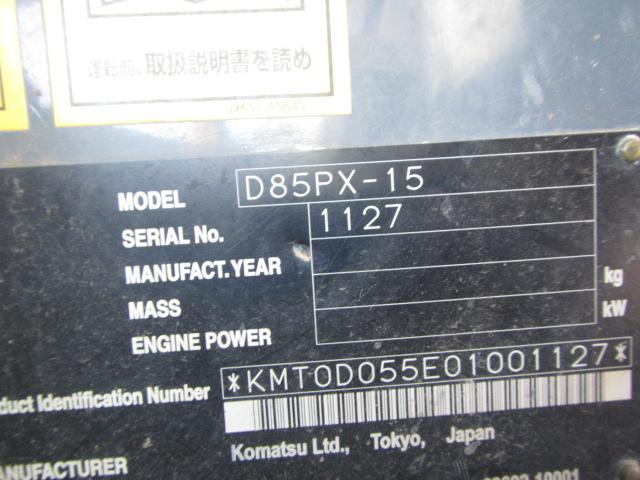 運転前、取扱説明書を読め
MODEL D85PX-15
SERIAL No. 1127
MANUFACT. YEAR
MASS kg
ENGINE POWER kW
duct Identification Number *KMT0D055E01001127*
Komatsu Ltd., Tokyo, Japan
ANUFACTURER